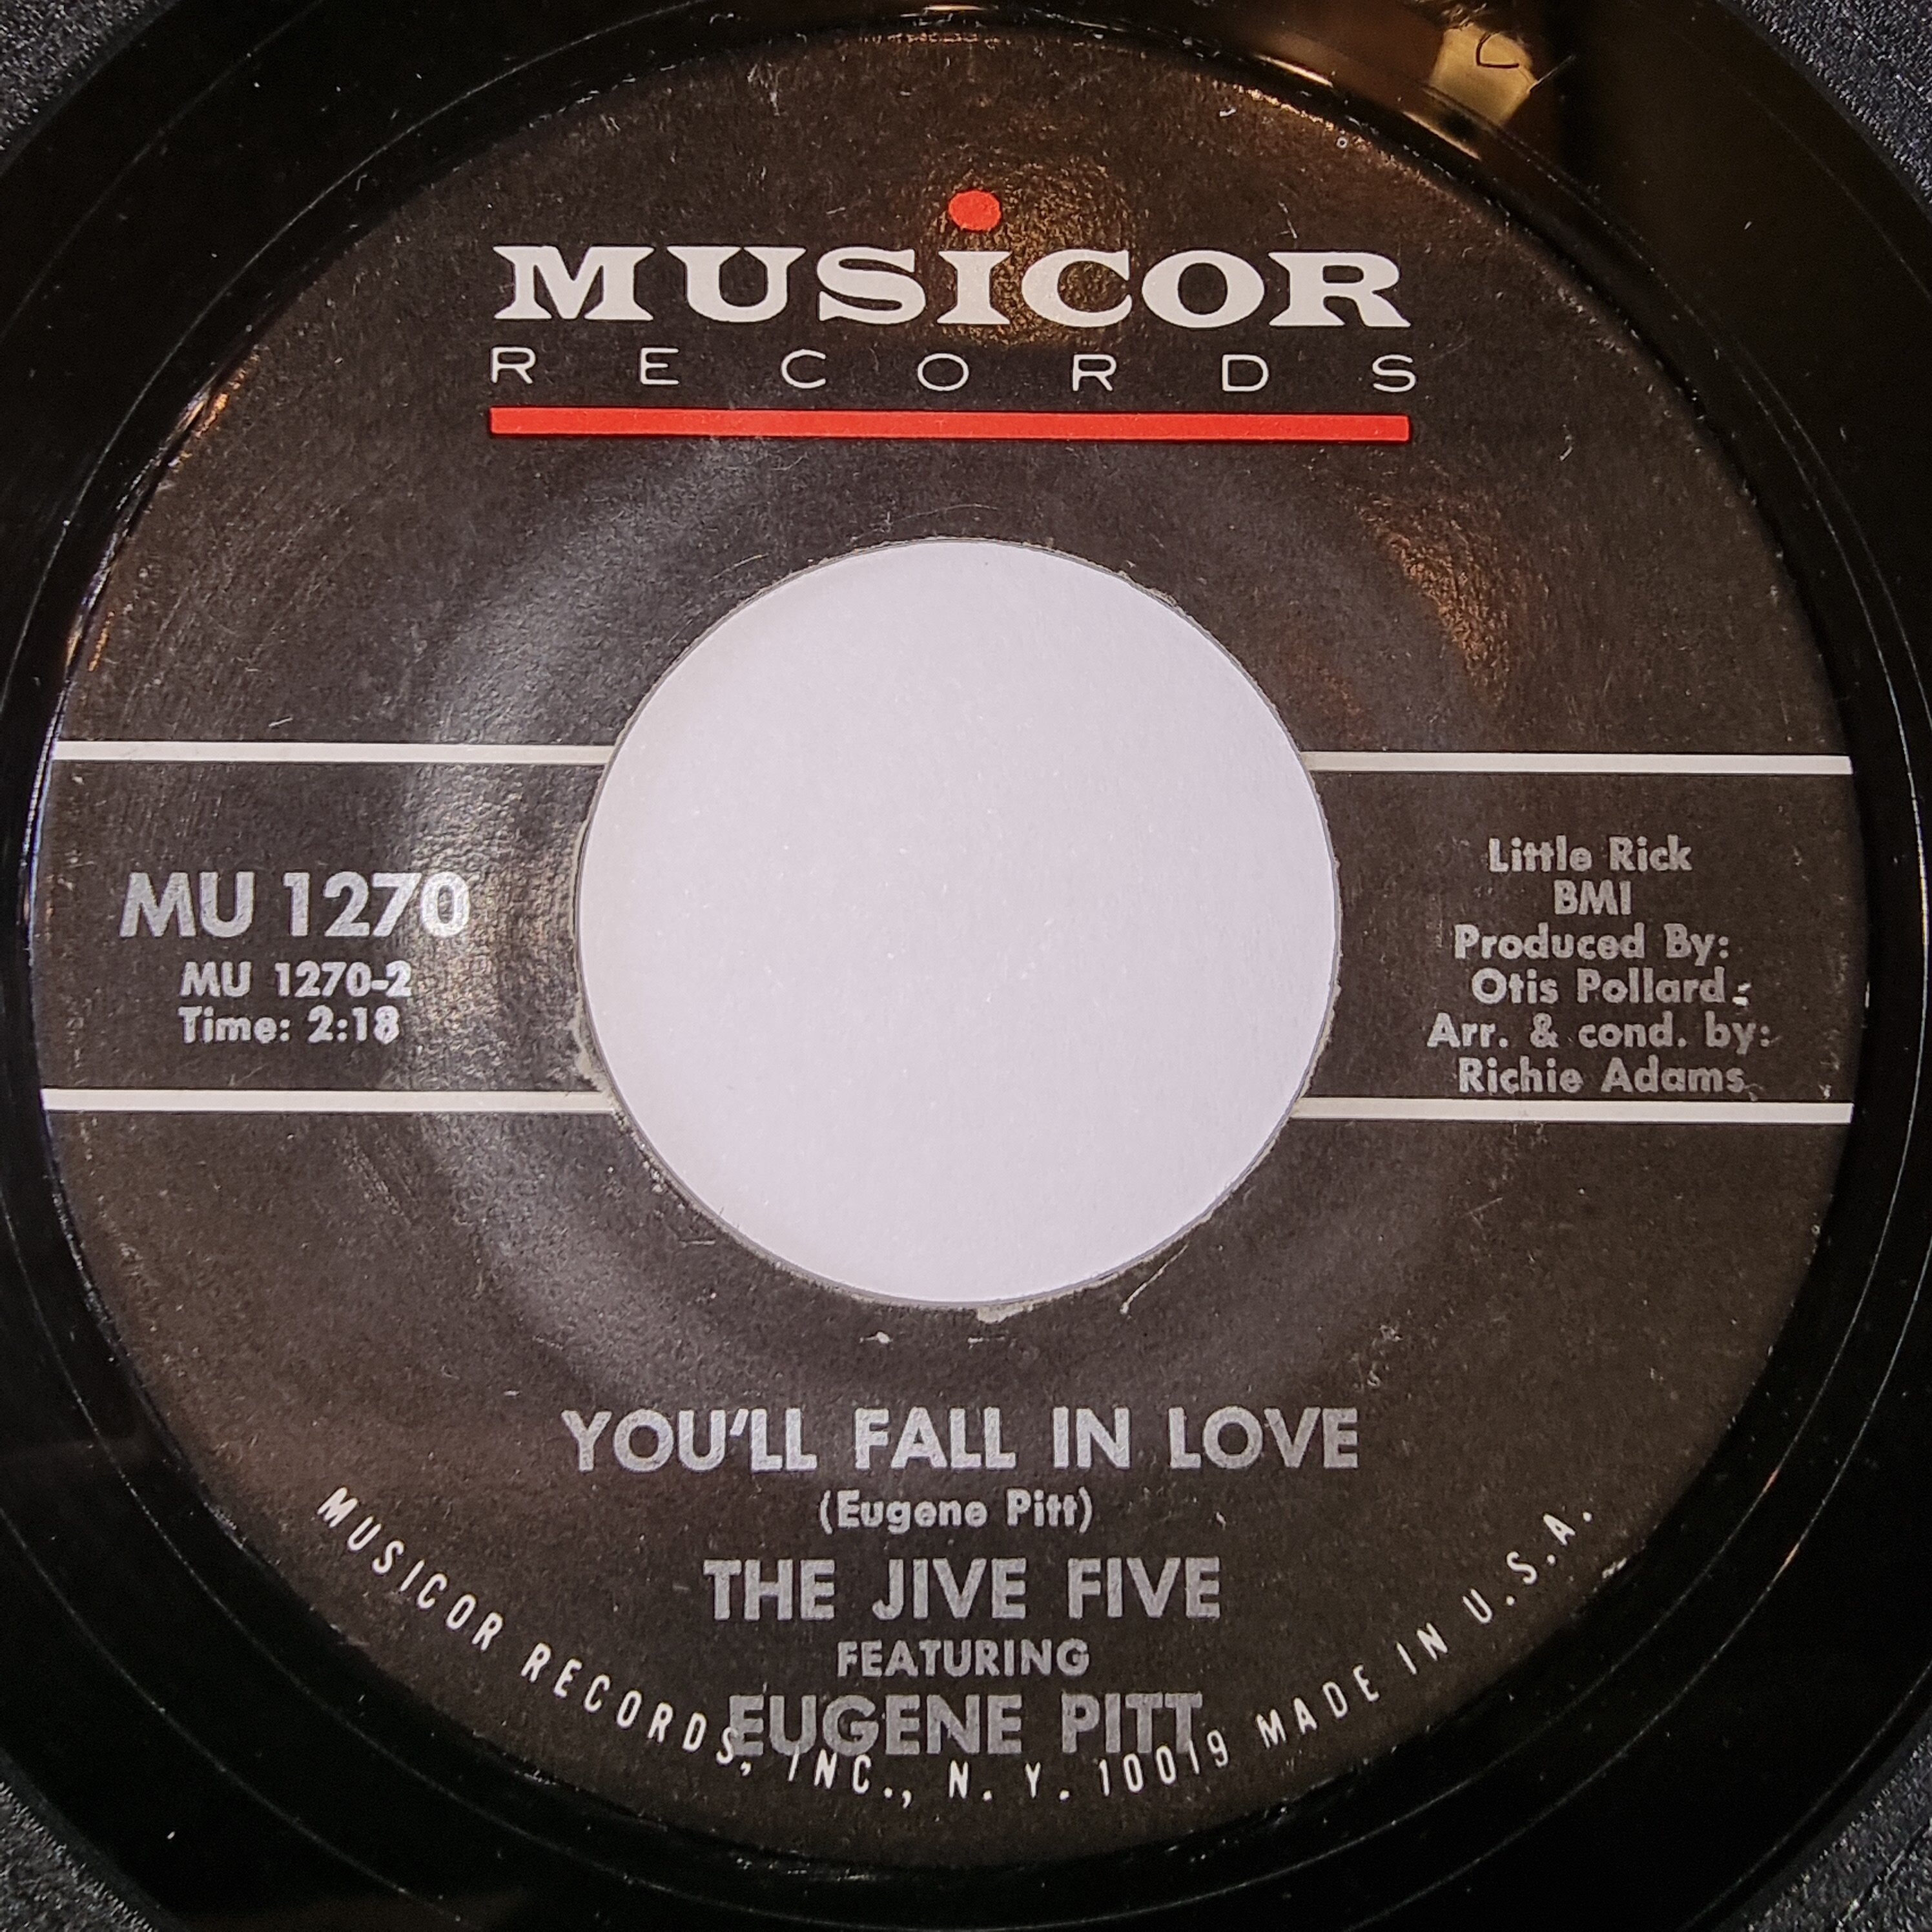 MUSiCOR
RECORDS
MU 1270
MU 1270-2
Time: 2:18
Little Rick
BMI
Produced By:
Otis Pollard
Arr. & cond. by:
Richie Adams
YOU'LL FALL IN LOVE
(Eugene Pitt)
THE JIVE FIVE
FEATURING
EUGENE PITT
MUSICOR RECORDS, INC., N. Y. 10019 MADE IN U.S.A.